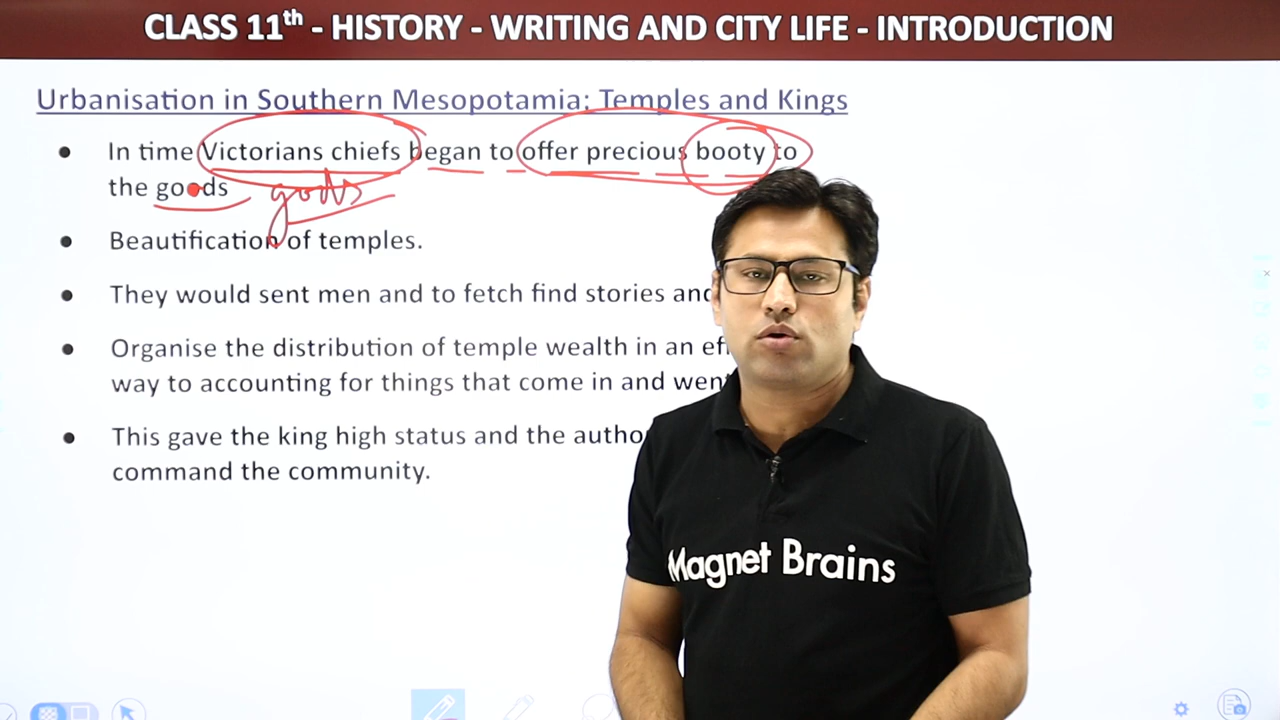 CLASS 11th - HISTORY - WRITING AND CITY LIFE - INTRODUCTION
Urbanisation in Southern Mesopotamia: Temples and Kings
In time Victorians chiefs began to offer precious booty to
the goods gods
Beautification of temples.
They would sent men and to fetch find stories and
Organise the distribution of temple wealth in an
way to accounting for things that come in and went
This gave the king high status and the
command the community.
Magnet Brains